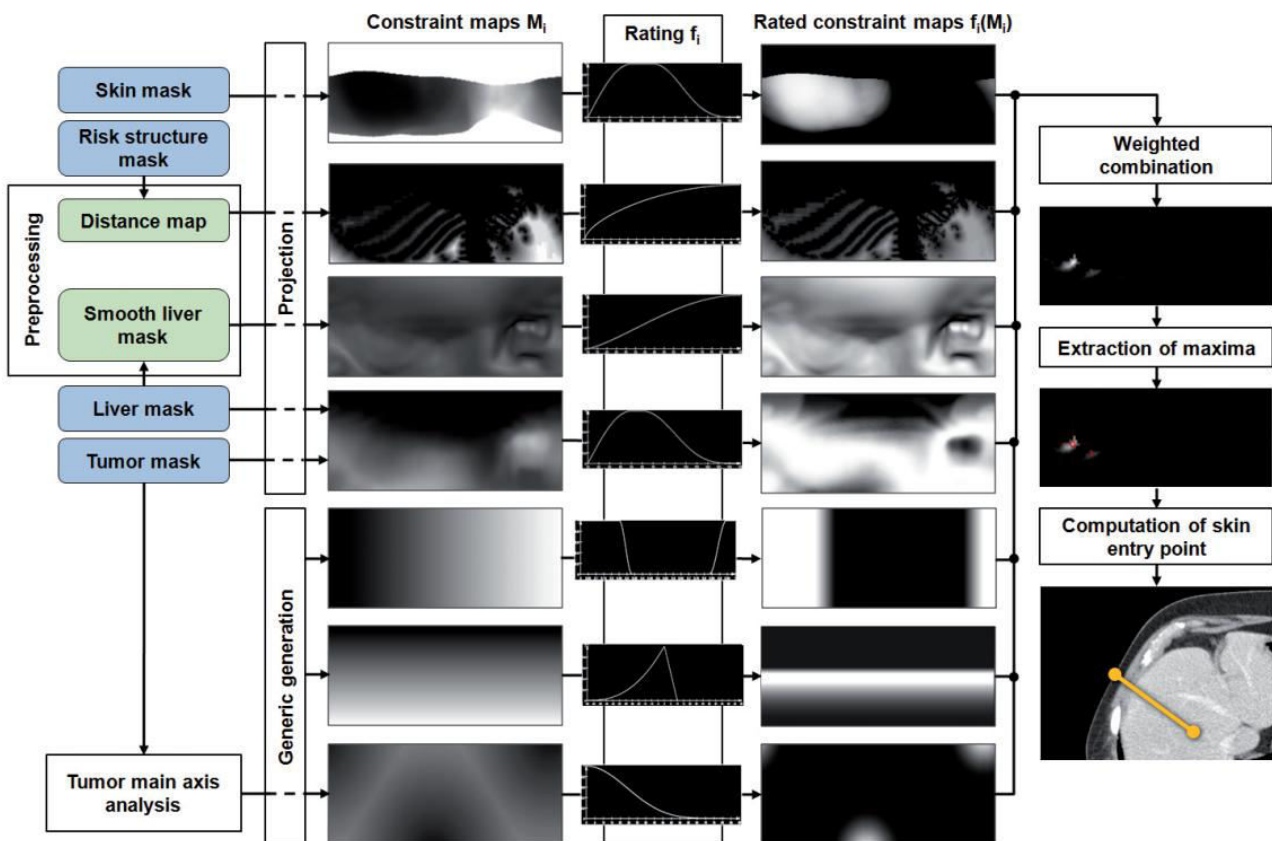 Constraint maps Mi
Rating fi
Rated constraint maps fi(Mi)
Skin mask
Risk structure
mask
Preprocessing
Distance map
Smooth liver
mask
Liver mask
Tumor mask
Tumor main axis
analysis
Projection
Generic generation
Weighted
combination
Extraction of maxima
Computation of skin
entry point